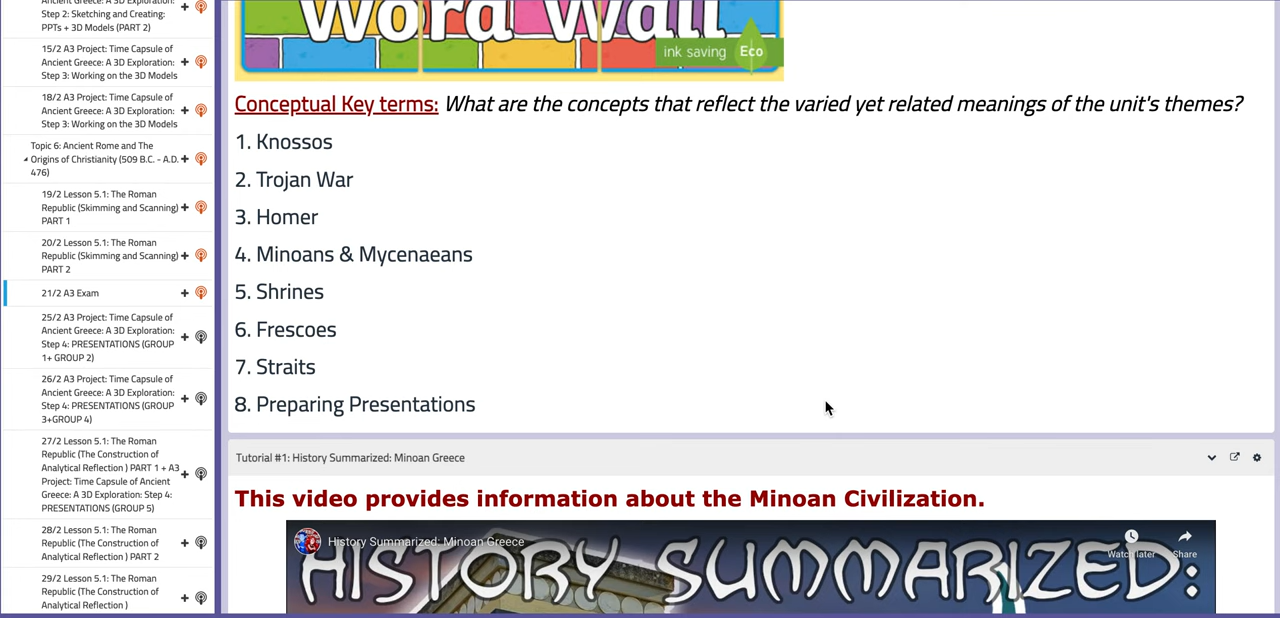 Ancient Greece: A 3D Exploration:
Step 2: Sketching and Creating:
PPTs + 3D Models (PART 2)
15/2 A3 Project: Time Capsule of
Ancient Greece: A 3D Exploration:
Step 3: Working on the 3D Models
18/2 A3 Project: Time Capsule of
Ancient Greece: A 3D Exploration:
Step 3: Working on the 3D Models
Topic 6: Ancient Rome and The
Origins of Christianity (509 B.C. - A.D.
476)
19/2 Lesson 5.1: The Roman
Republic (Skimming and Scanning)
PART 1
20/2 Lesson 5.1: The Roman
Republic (Skimming and Scanning)
PART 2
21/2 A3 Exam
25/2 A3 Project: Time Capsule of
Ancient Greece: A 3D Exploration:
Step 4: PRESENTATIONS (GROUP
1+ GROUP 2)
26/2 A3 Project: Time Capsule of
Ancient Greece: A 3D Exploration:
Step 4: PRESENTATIONS (GROUP
3+GROUP 4)
27/2 Lesson 5.1: The Roman
Republic (The Construction of
Analytical Reflection ) PART 1 + A3
Project: Time Capsule of Ancient
Greece: A 3D Exploration: Step 4:
PRESENTATIONS (GROUP 5)
28/2 Lesson 5.1: The Roman
Republic (The Construction of
Analytical Reflection ) PART 2
29/2 Lesson 5.1: The Roman
Republic (The Construction of
Analytical Reflection )
Word Wall
ink saving Eco
Conceptual Key terms: What are the concepts that reflect the varied yet related meanings of the unit's themes?
1. Knossos
2. Trojan War
3. Homer
4. Minoans & Mycenaeans
5. Shrines
6. Frescoes
7. Straits
8. Preparing Presentations
Tutorial #1: History Summarized: Minoan Greece
This video provides information about the Minoan Civilization.
History Summarized: Minoan Greece
Watch later
Share
HISTORY SUMMARIZED: